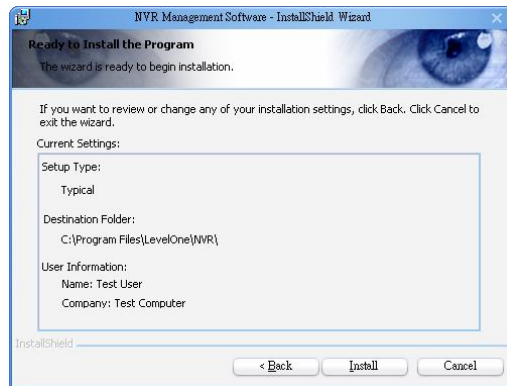 NVR Management Software - InstallShield Wizard
Ready to Install the Program
The wizard is ready to begin installation.
If you want to review or change any of your installation settings, click Back. Click Cancel to
exit the wizard.
Current Settings:
Setup Type:
Typical
Destination Folder:
C:\Program Files\LevelOne\NVR\
User Information:
Name: Test User
Company: Test Computer
InstallShield
< Back
Install
Cancel